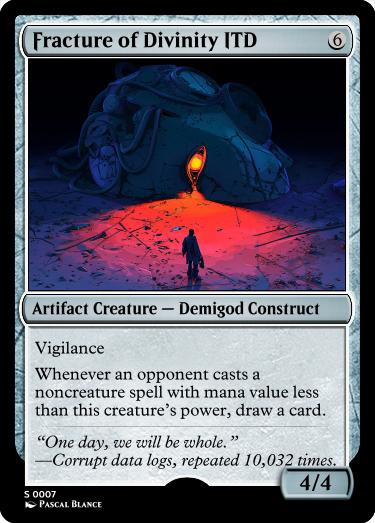 Fracture of Divinity ITD 6
Artifact Creature — Demigod Construct
Vigilance
Whenever an opponent casts a
noncreature spell with mana value less
than this creature's power, draw a card.
“One day, we will be whole.”
—Corrupt data logs, repeated 10,032 times.
4/4
S 0007
Pascal Blance